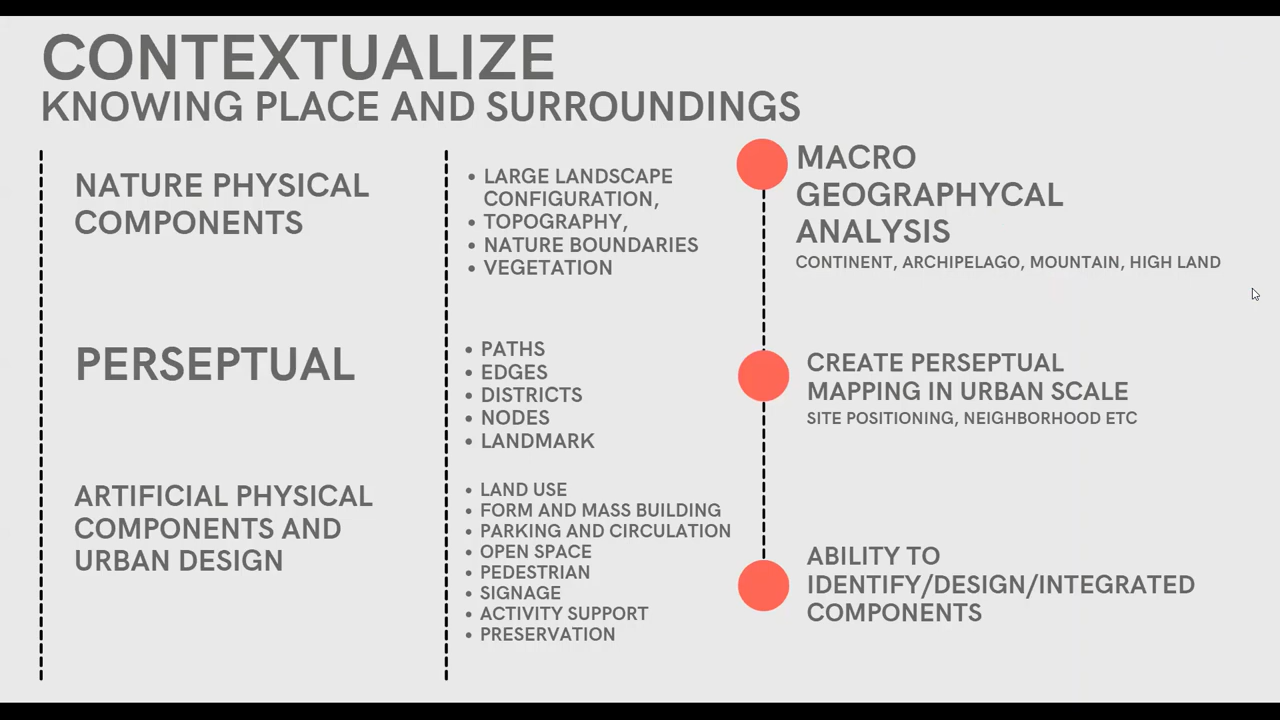 CONTEXTUALIZE
KNOWING PLACE AND SURROUNDINGS
NATURE PHYSICAL
COMPONENTS
• LARGE LANDSCAPE
CONFIGURATION,
• TOPOGRAPHY,
• NATURE BOUNDARIES
• VEGETATION
MACRO
GEOGRAPHYCAL
ANALYSIS
CONTINENT, ARCHIPELAGO, MOUNTAIN, HIGH LAND
PERSEPTUAL
• PATHS
• EDGES
• DISTRICTS
• NODES
• LANDMARK
CREATE PERSEPTUAL
MAPPING IN URBAN SCALE
SITE POSITIONING, NEIGHBORHOOD ETC
ARTIFICIAL PHYSICAL
COMPONENTS AND
URBAN DESIGN
• LAND USE
• FORM AND MASS BUILDING
• PARKING AND CIRCULATION
• OPEN SPACE
• PEDESTRIAN
• SIGNAGE
• ACTIVITY SUPPORT
• PRESERVATION
ABILITY TO
IDENTIFY/DESIGN/INTEGRATED
COMPONENTS